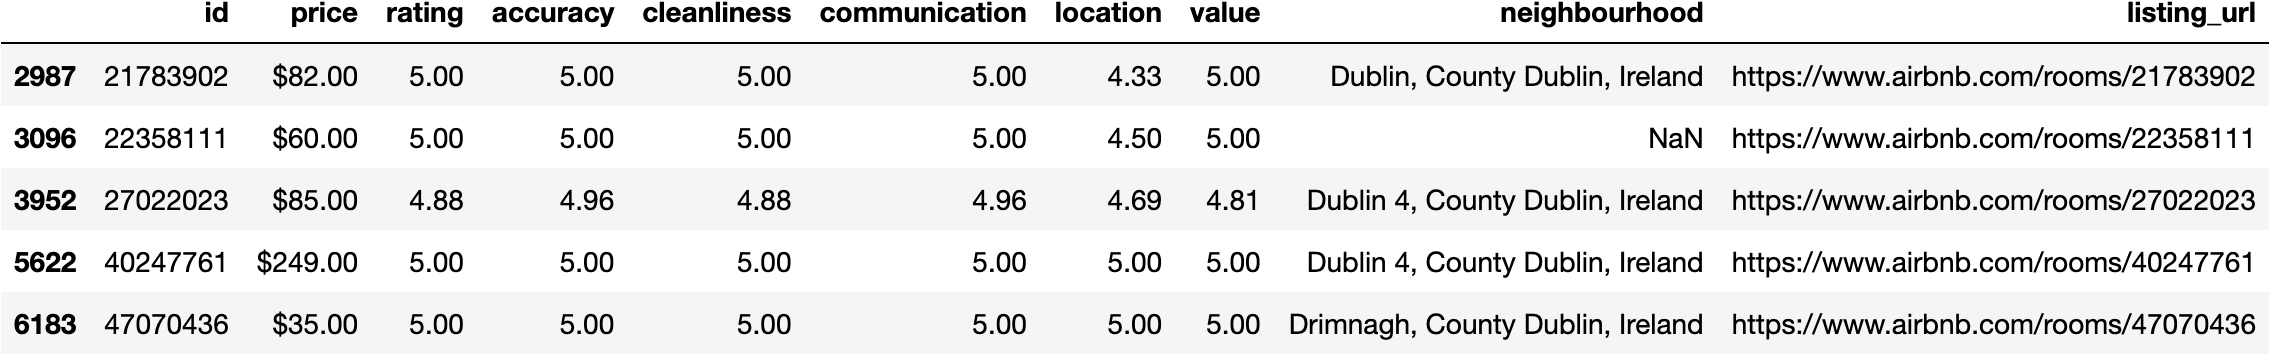 id price rating accuracy cleanliness communication location value neighbourhood listing_url
2987 21783902 $82.00 5.00 5.00 5.00 5.00 4.33 5.00 Dublin, County Dublin, Ireland https://www.airbnb.com/rooms/21783902
3096 22358111 $60.00 5.00 5.00 5.00 5.00 4.50 5.00 NaN https://www.airbnb.com/rooms/22358111
3952 27022023 $85.00 4.88 4.96 4.88 4.96 4.69 4.81 Dublin 4, County Dublin, Ireland https://www.airbnb.com/rooms/27022023
5622 40247761 $249.00 5.00 5.00 5.00 5.00 5.00 5.00 Dublin 4, County Dublin, Ireland https://www.airbnb.com/rooms/40247761
6183 47070436 $35.00 5.00 5.00 5.00 5.00 5.00 5.00 Drimnagh, County Dublin, Ireland https://www.airbnb.com/rooms/47070436